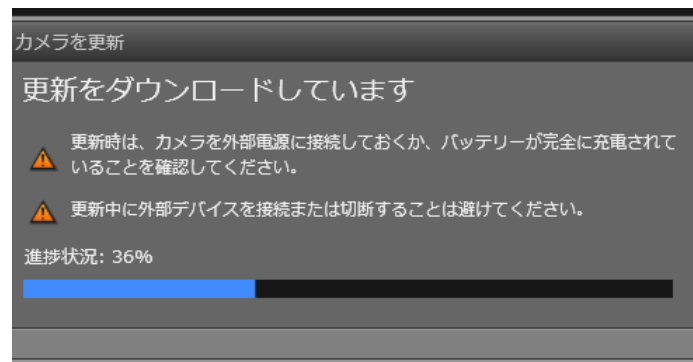 カメラを更新
更新をダウンロードしています
更新時は、カメラを外部電源に接続しておくか、バッテリーが完全に充電されて
いることを確認してください。
更新中に外部デバイスを接続または切断することは避けてください。
進捗状況: 36%